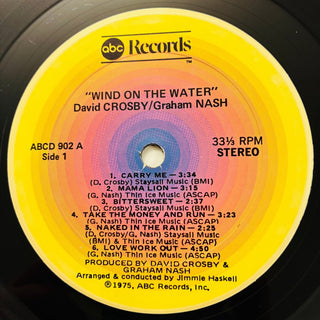 abc Records
TM
"WIND ON THE WATER"
David CROSBY/Graham NASH
ABCD 902 A
Side 1
33⅓ RPM
STEREO
1. CARRY ME — 3:34
(D. Crosby) Staysail Music (BMI)
2. MAMA LION — 3:15
(G. Nash) Thin Ice Music (ASCAP)
3. BITTERSWEET — 2:37
(D. Crosby) Staysail Music (BMI)
4. TAKE THE MONEY AND RUN — 3:23
(G. Nash) Thin Ice Music (ASCAP)
5. NAKED IN THE RAIN — 2:25
(D. Crosby/G. Nash) Staysail Music
(BMI) & Thin Ice Music (ASCAP)
6. LOVE WORK OUT — 4:50
(G. Nash) Thin Ice Music (ASCAP)
PRODUCED BY DAVID CROSBY &
GRAHAM NASH
Arranged & conducted by Jimmie Haskell
℗1975, ABC Records, Inc.